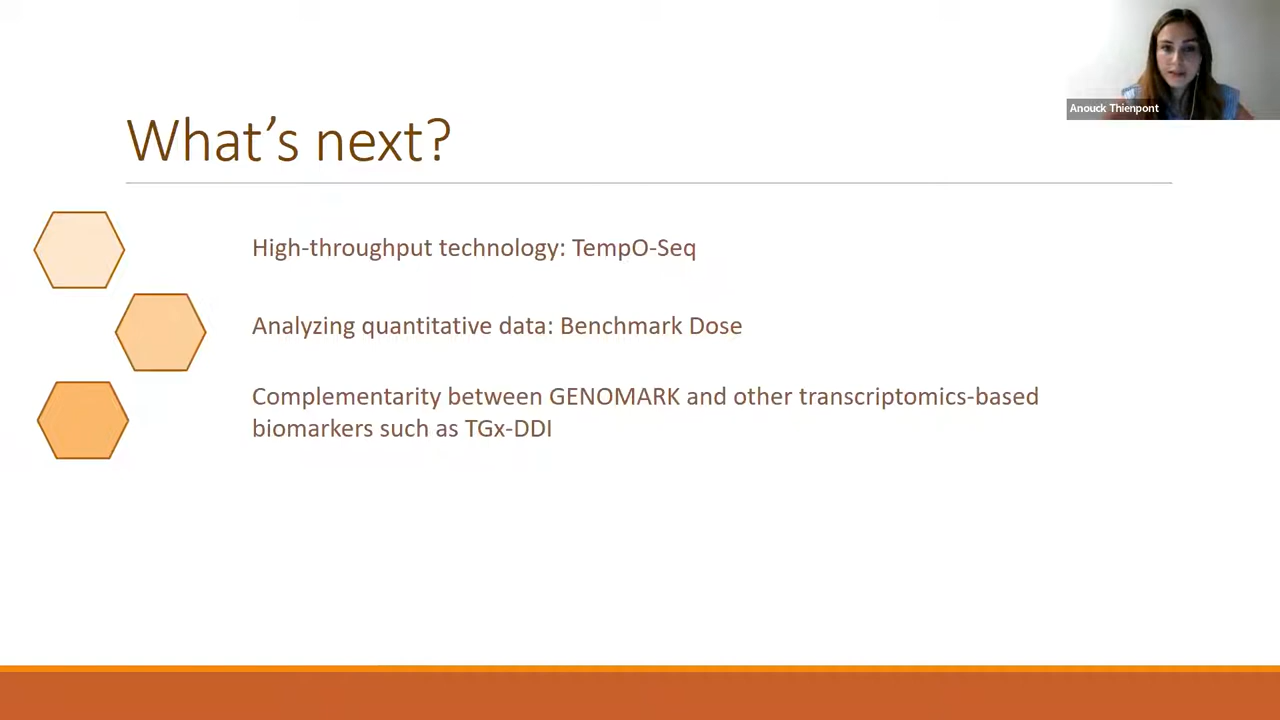 Anouck Thienpont
What's next?
High-throughput technology: TempO-Seq
Analyzing quantitative data: Benchmark Dose
Complementarity between GENOMARK and other transcriptomics-based
biomarkers such as TGx-DDI